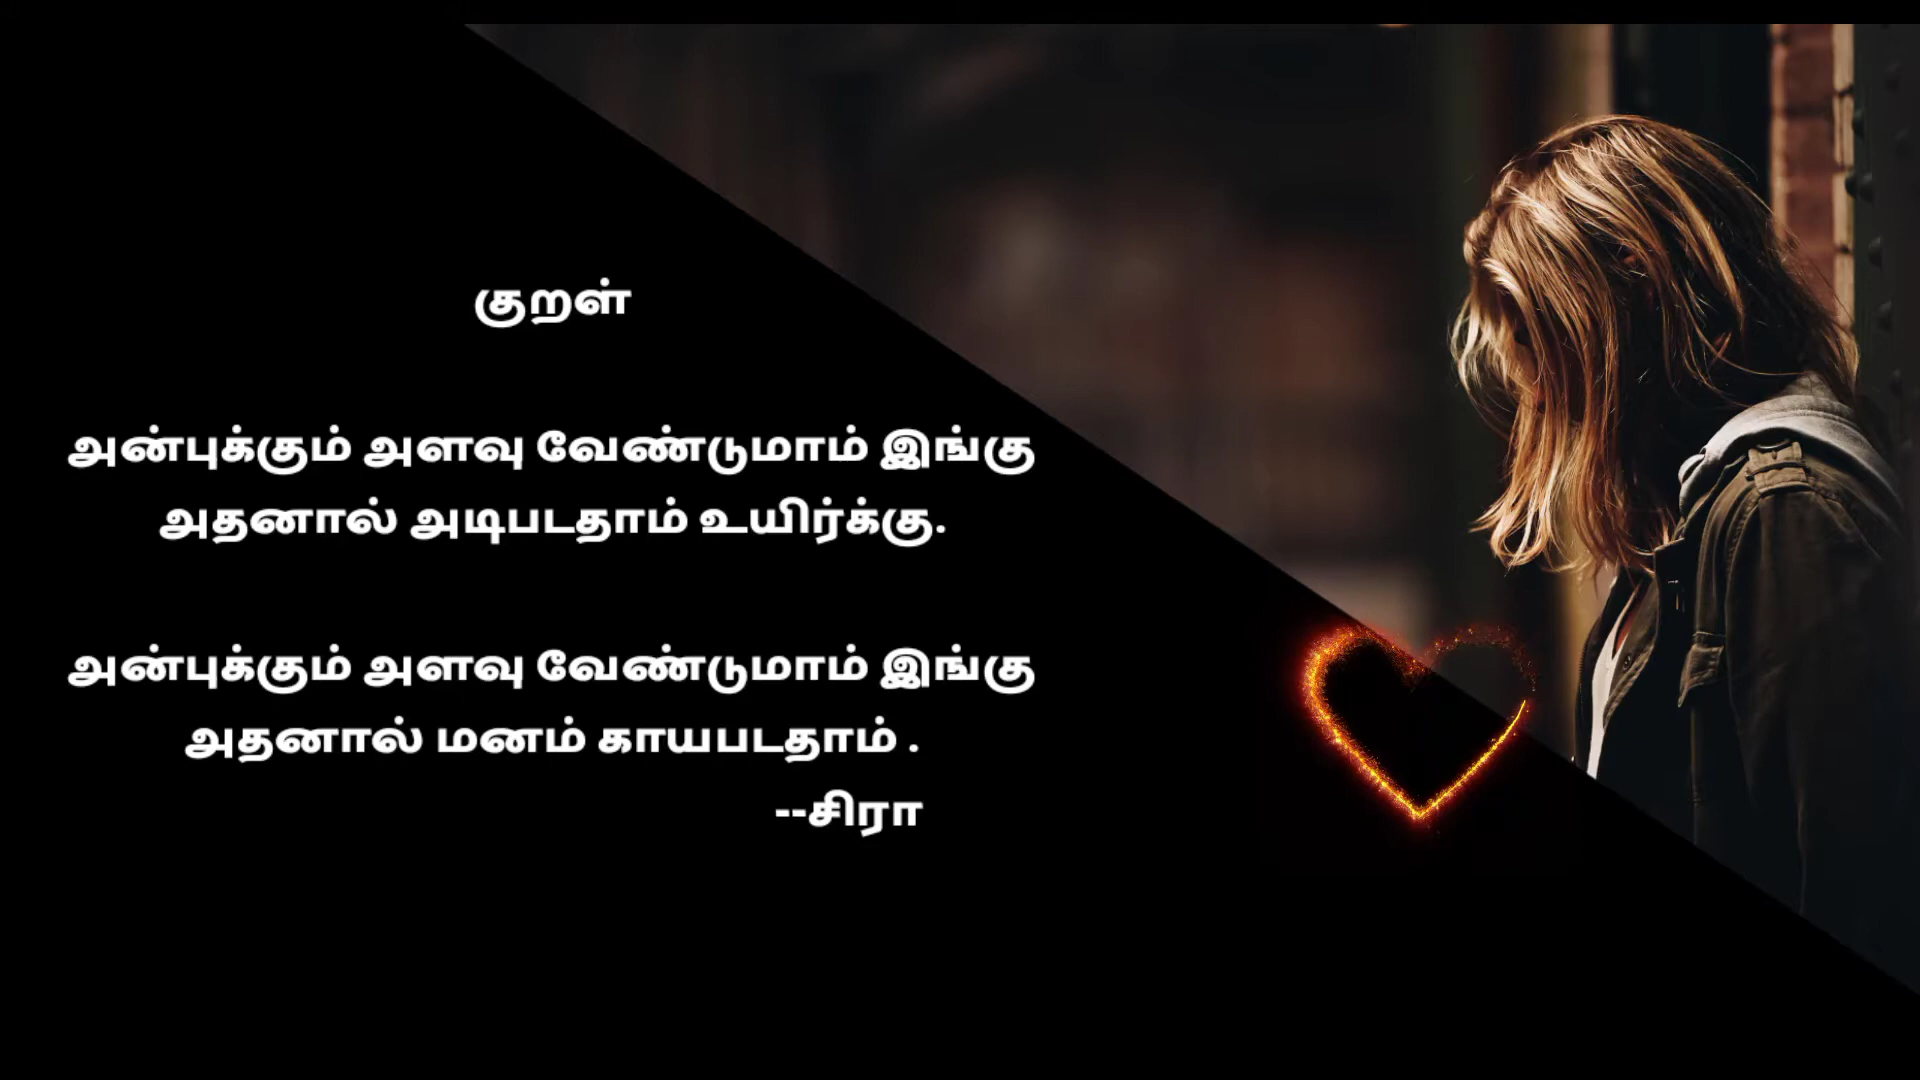 குறள்
அன்புக்கும் அளவு வேண்டுமாம் இங்கு
அதனால் அடிபடதாம் உயிர்க்கு.
அன்புக்கும் அளவு வேண்டுமாம் இங்கு
அதனால் மனம் காயபடதாம் .
--சிரா